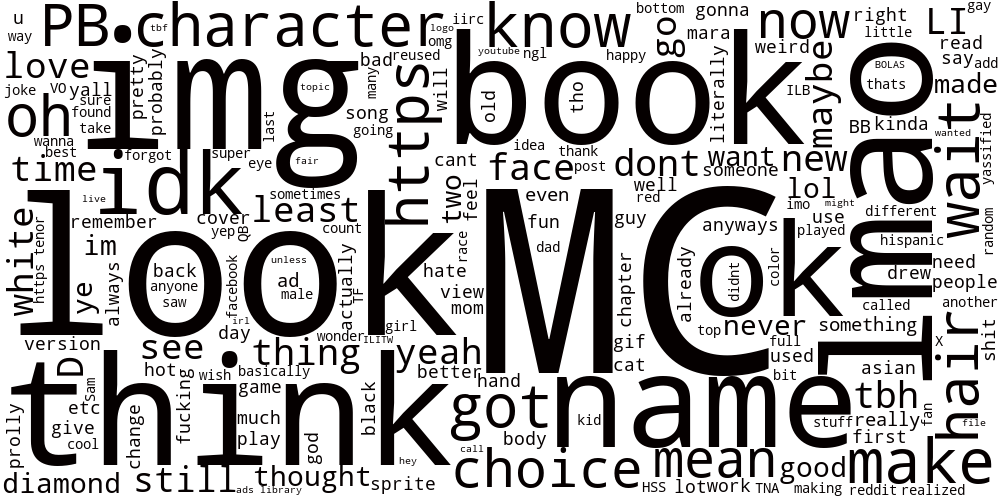 u PB. character iirc logo know bottom gonna now right LI gay
way joke VO yall tbf omg youtube ngl happy go mara weird little read
love pretty probably img bad reused book literally maybe BOLAS say add
oh sure found take topic many https will old tho ILB thats made
wanna best last song going idea thank BB kinda wanted yassified
time forgot super eye fair cant face post dont want someone new lmao wait
idk live sometimes two feel even well red lol imo might different
white https tenor remember cover yep QB least count fun guy anyways use played hispanic random
im ye always look back anyone saw facebook unless ad male actually TF race hate view mom MC dad chapter already ok didnt color drew need people
version day irl girl wonder ILITW gif cat top never something called another
see thing yeah better full used bit asian X shit
D think hot wish basically game hand name tbh hair
Sam etc give cool change fucking much play god black got body kid stuff really first fan
prolly hey call choice mean good make file
diamond still ads library thought sprite HSS lotwork TNA making reddit realized